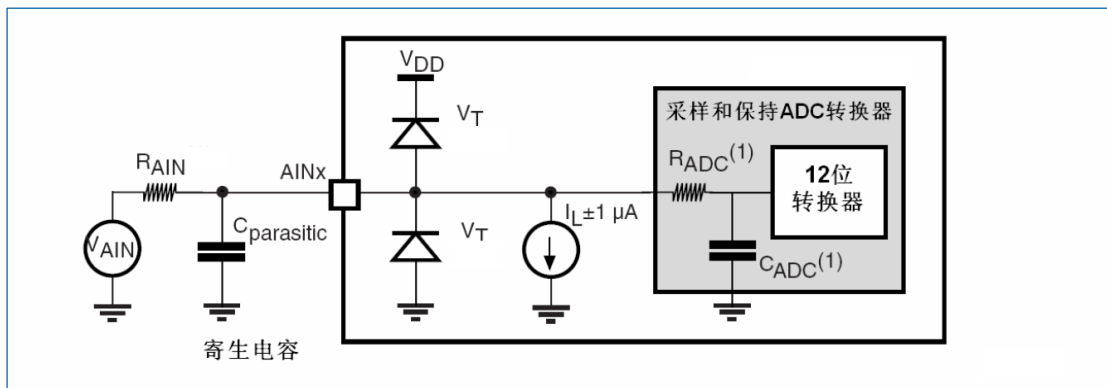 VDD
VT
采样和保持ADC转换器
RAIN
AINx
RADC(1)
12位
转换器
VAIN
Cparasitic
VT
IL±1 μA
CADC(1)
寄生电容